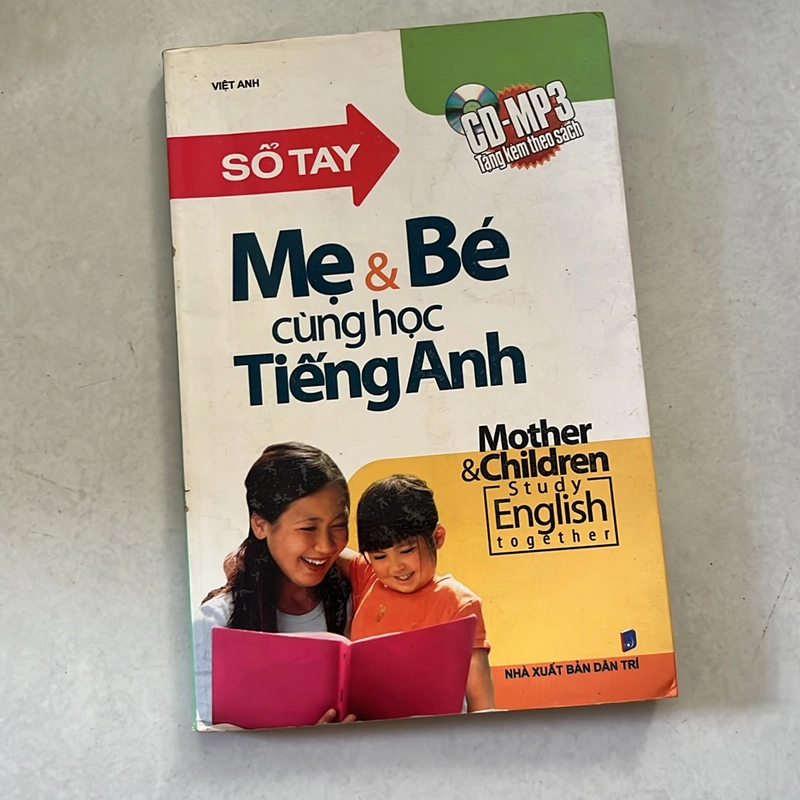 VIỆT ANH
CD-MP3
Tặng kèm theo sách
SỔ TAY
Mẹ & Bé
cùng học
Tiếng Anh
Mother
&Children
Study
English
together
NHÀ XUẤT BẢN DÂN TRÍ